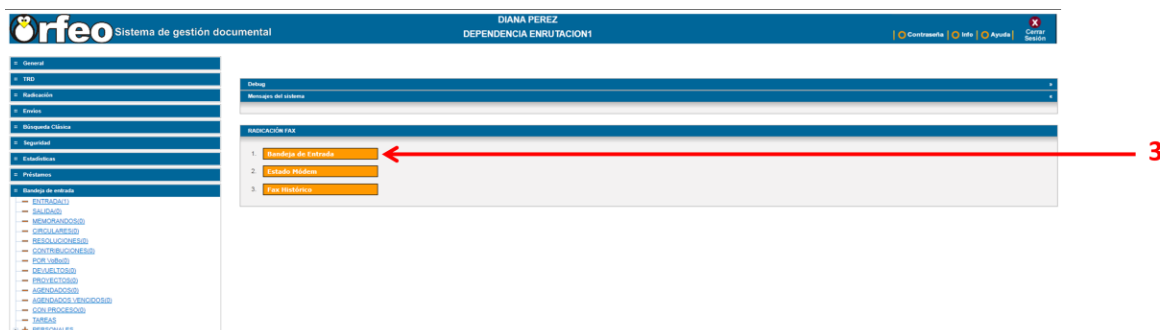 Orfeo Sistema de gestión documental
DIANA PEREZ
DEPENDENCIA ENRUTACION1
| Contraseña | Info | Ayuda |
X
Cerrar
Sesión
General
TRD
Radicación
Envíos
Búsqueda Clásica
Seguridad
Estadísticas
Préstamos
Bandeja de entrada
ENTRADA(1)
SALIDA(0)
MEMORANDOS(0)
CIRCULARES(0)
RESOLUCIONES(0)
CONTRIBUCIONES(0)
POR VoBo(0)
DEVUELTOS(0)
PROYECTOS(0)
AGENDADOS(0)
AGENDADOS VENCIDOS(0)
CON PROCESO(0)
TAREAS
PERSONALES
Debug
Mensajes del sistema
RADICACIÓN FAX
1. Bandeja de Entrada
2. Estado Módem
3. Fax Histórico
3